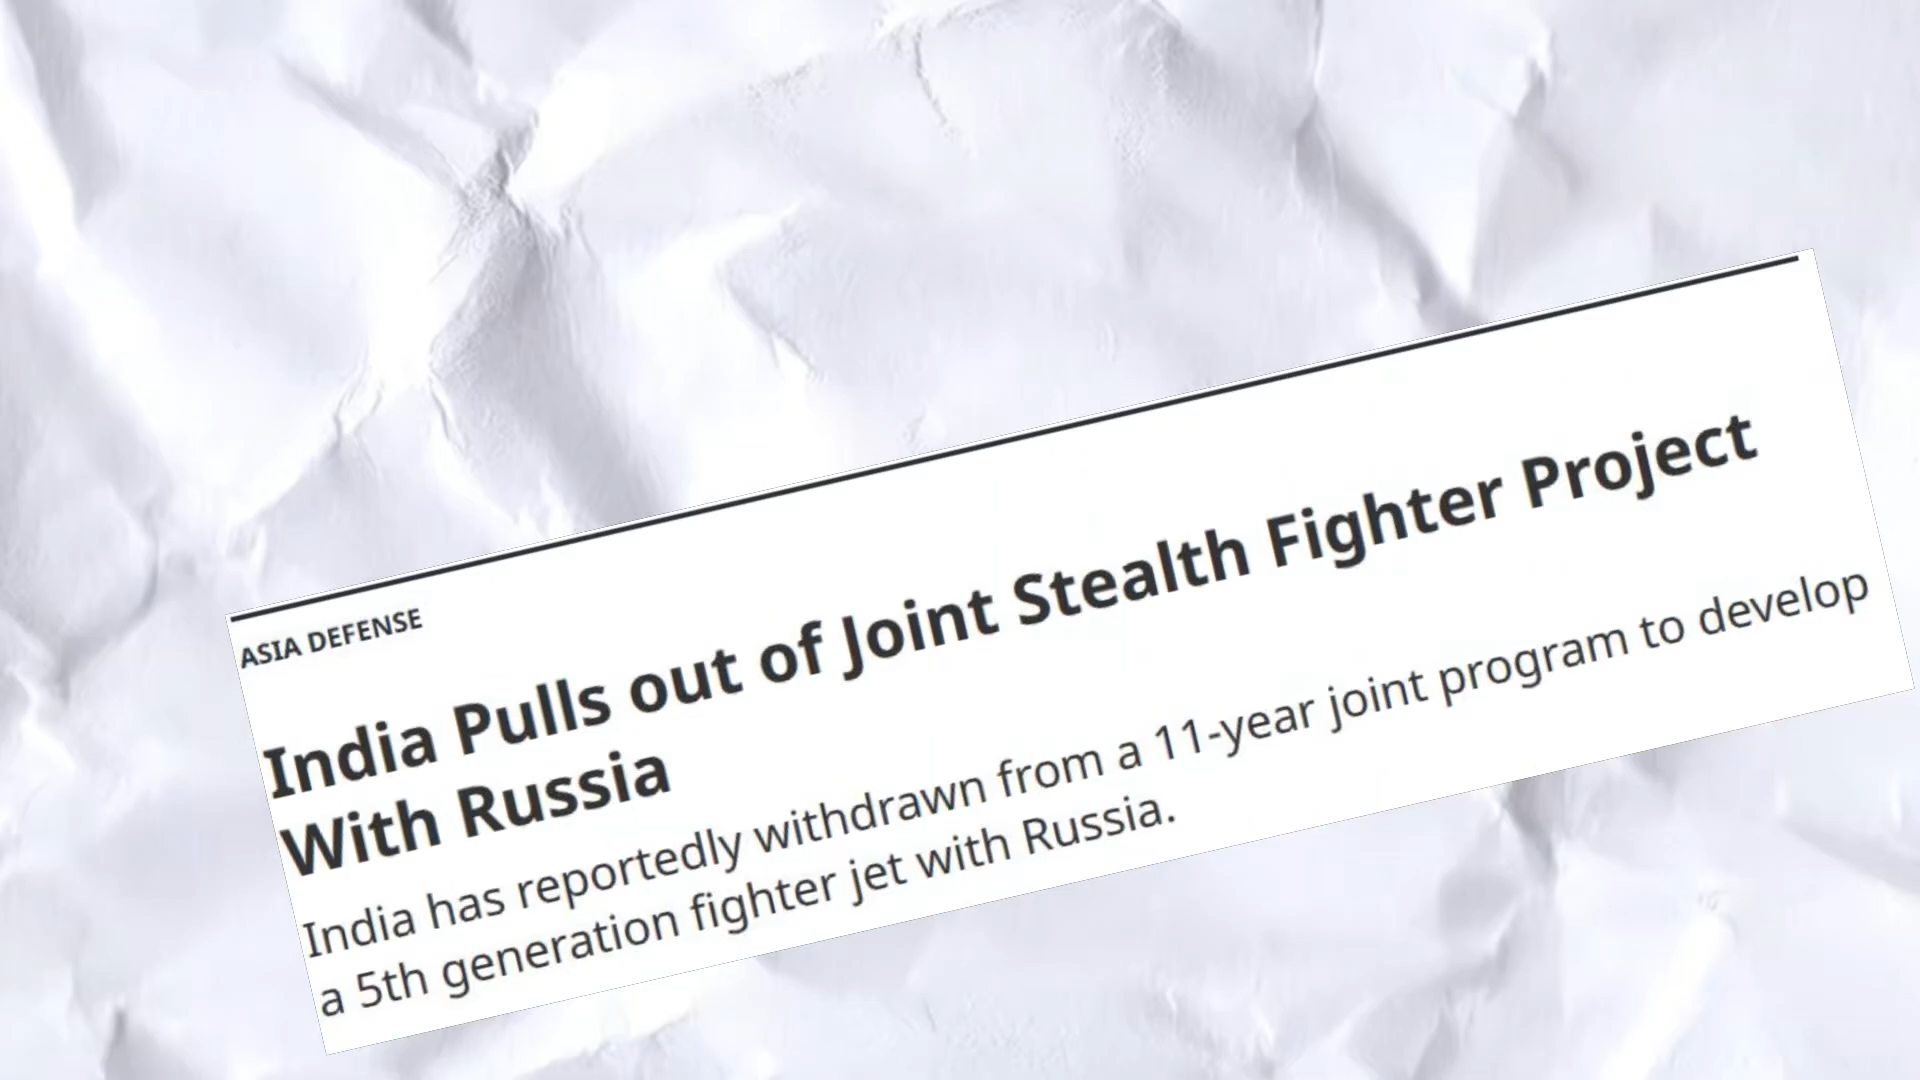 ASIA DEFENSE
India Pulls out of Joint Stealth Fighter Project
With Russia
India has reportedly withdrawn from a 11-year joint program to develop
a 5th generation fighter jet with Russia.